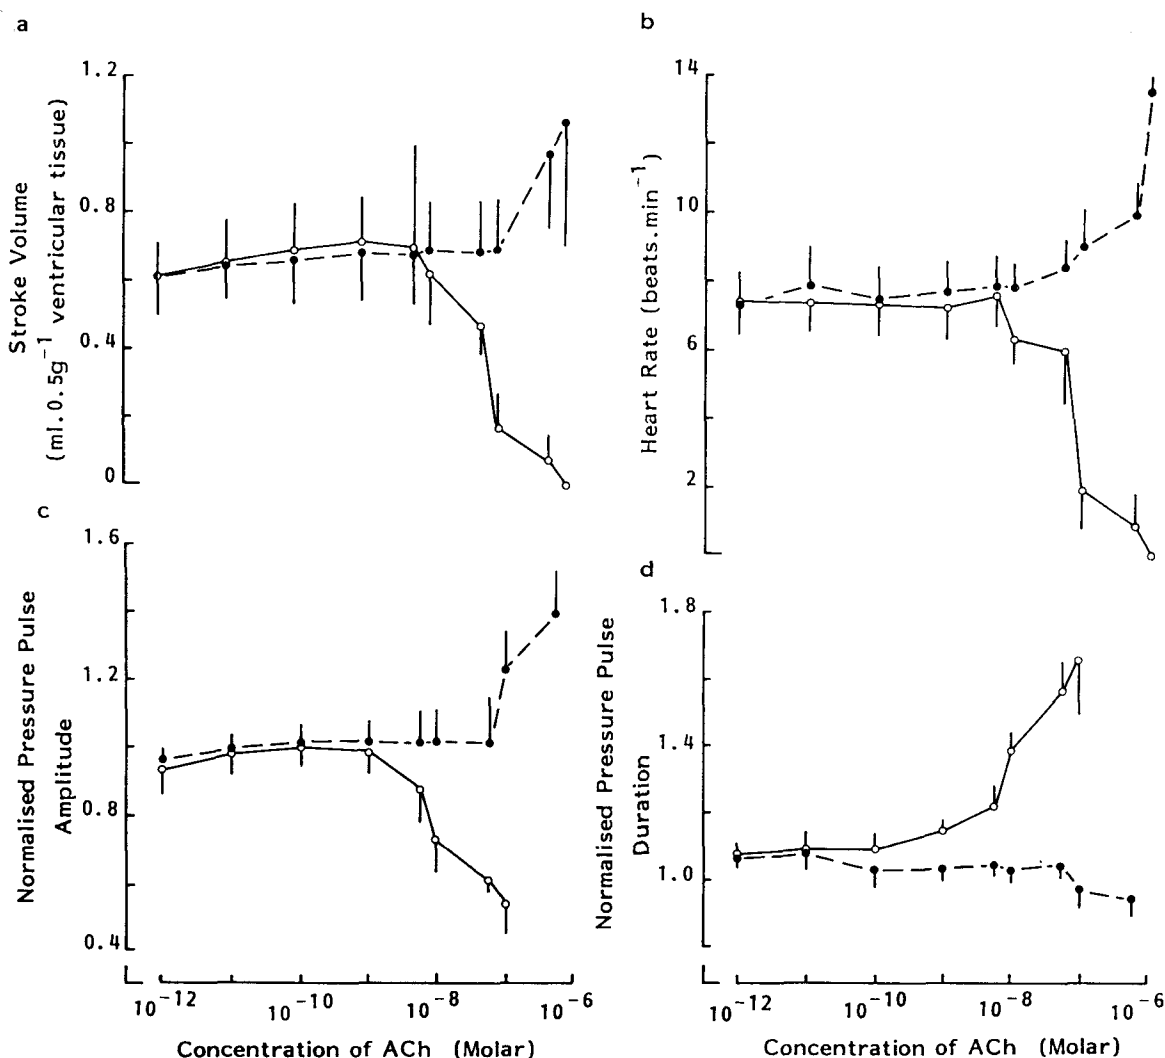 a
1.2
0.8
0.4
0
Stroke Volume
(ml.0.5g⁻¹ ventricular tissue)
b
14
10
6
2
Heart Rate (beats.min⁻¹)
c
1.6
1.2
0.8
0.4
Normalised Pressure Pulse
Amplitude
10⁻¹² 10⁻¹⁰ 10⁻⁸ 10⁻⁶
Concentration of ACh (Molar)
d
1.8
1.4
1.0
Normalised Pressure Pulse
Duration
10⁻¹² 10⁻¹⁰ 10⁻⁸ 10⁻⁶
Concentration of ACh (Molar)